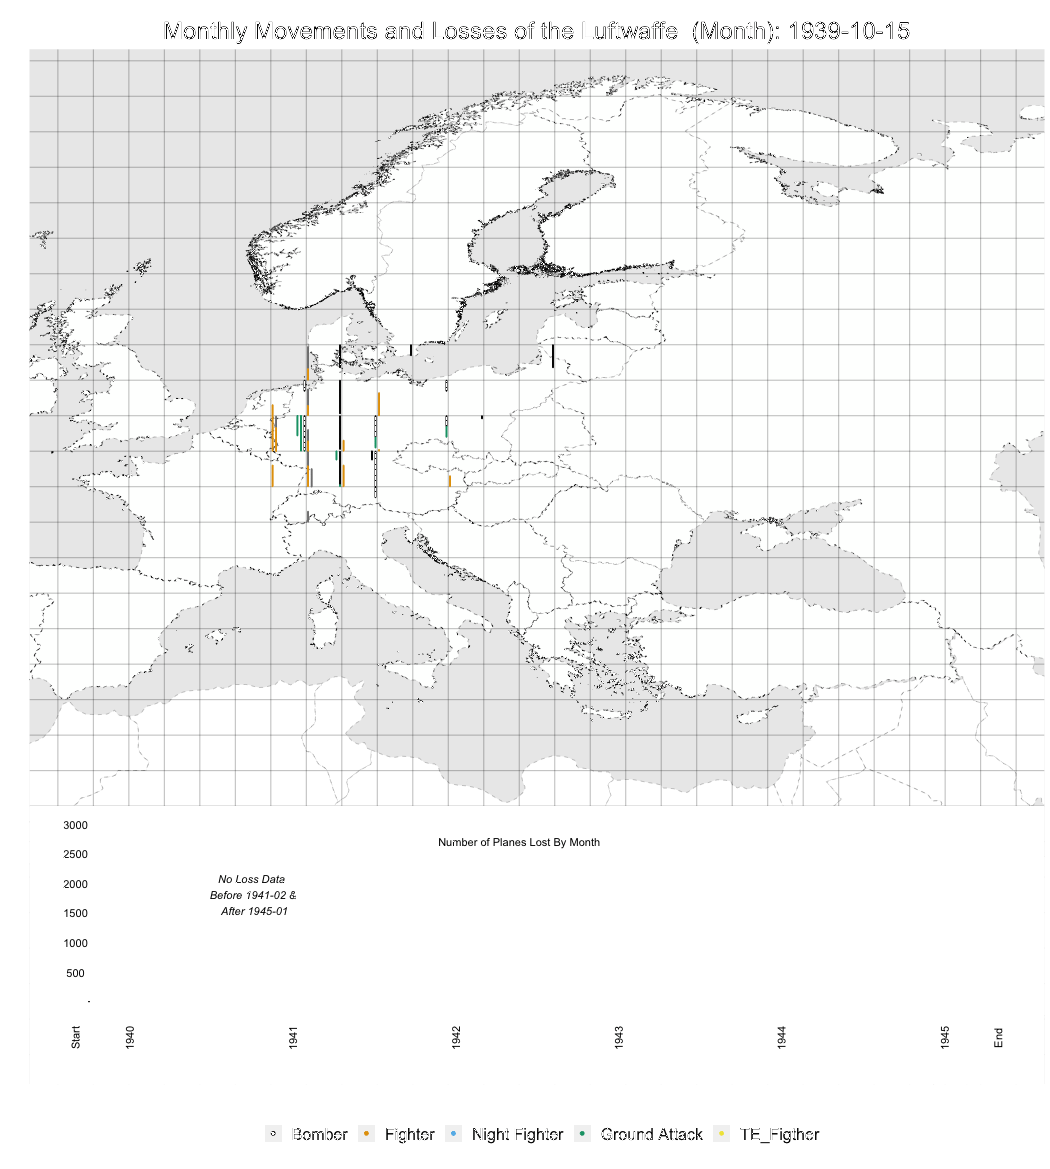 Monthly Movements and Losses of the Luftwaffe (Month): 1939-10-15
3000
Number of Planes Lost By Month
2500
No Loss Data
2000
Before 1941-02 &
After 1945-01
1500
1000
500
Start
1940
1941
1942
1943
1944
1945
End
Bomber Fighter Night Fighter Ground Attack TE_Figther